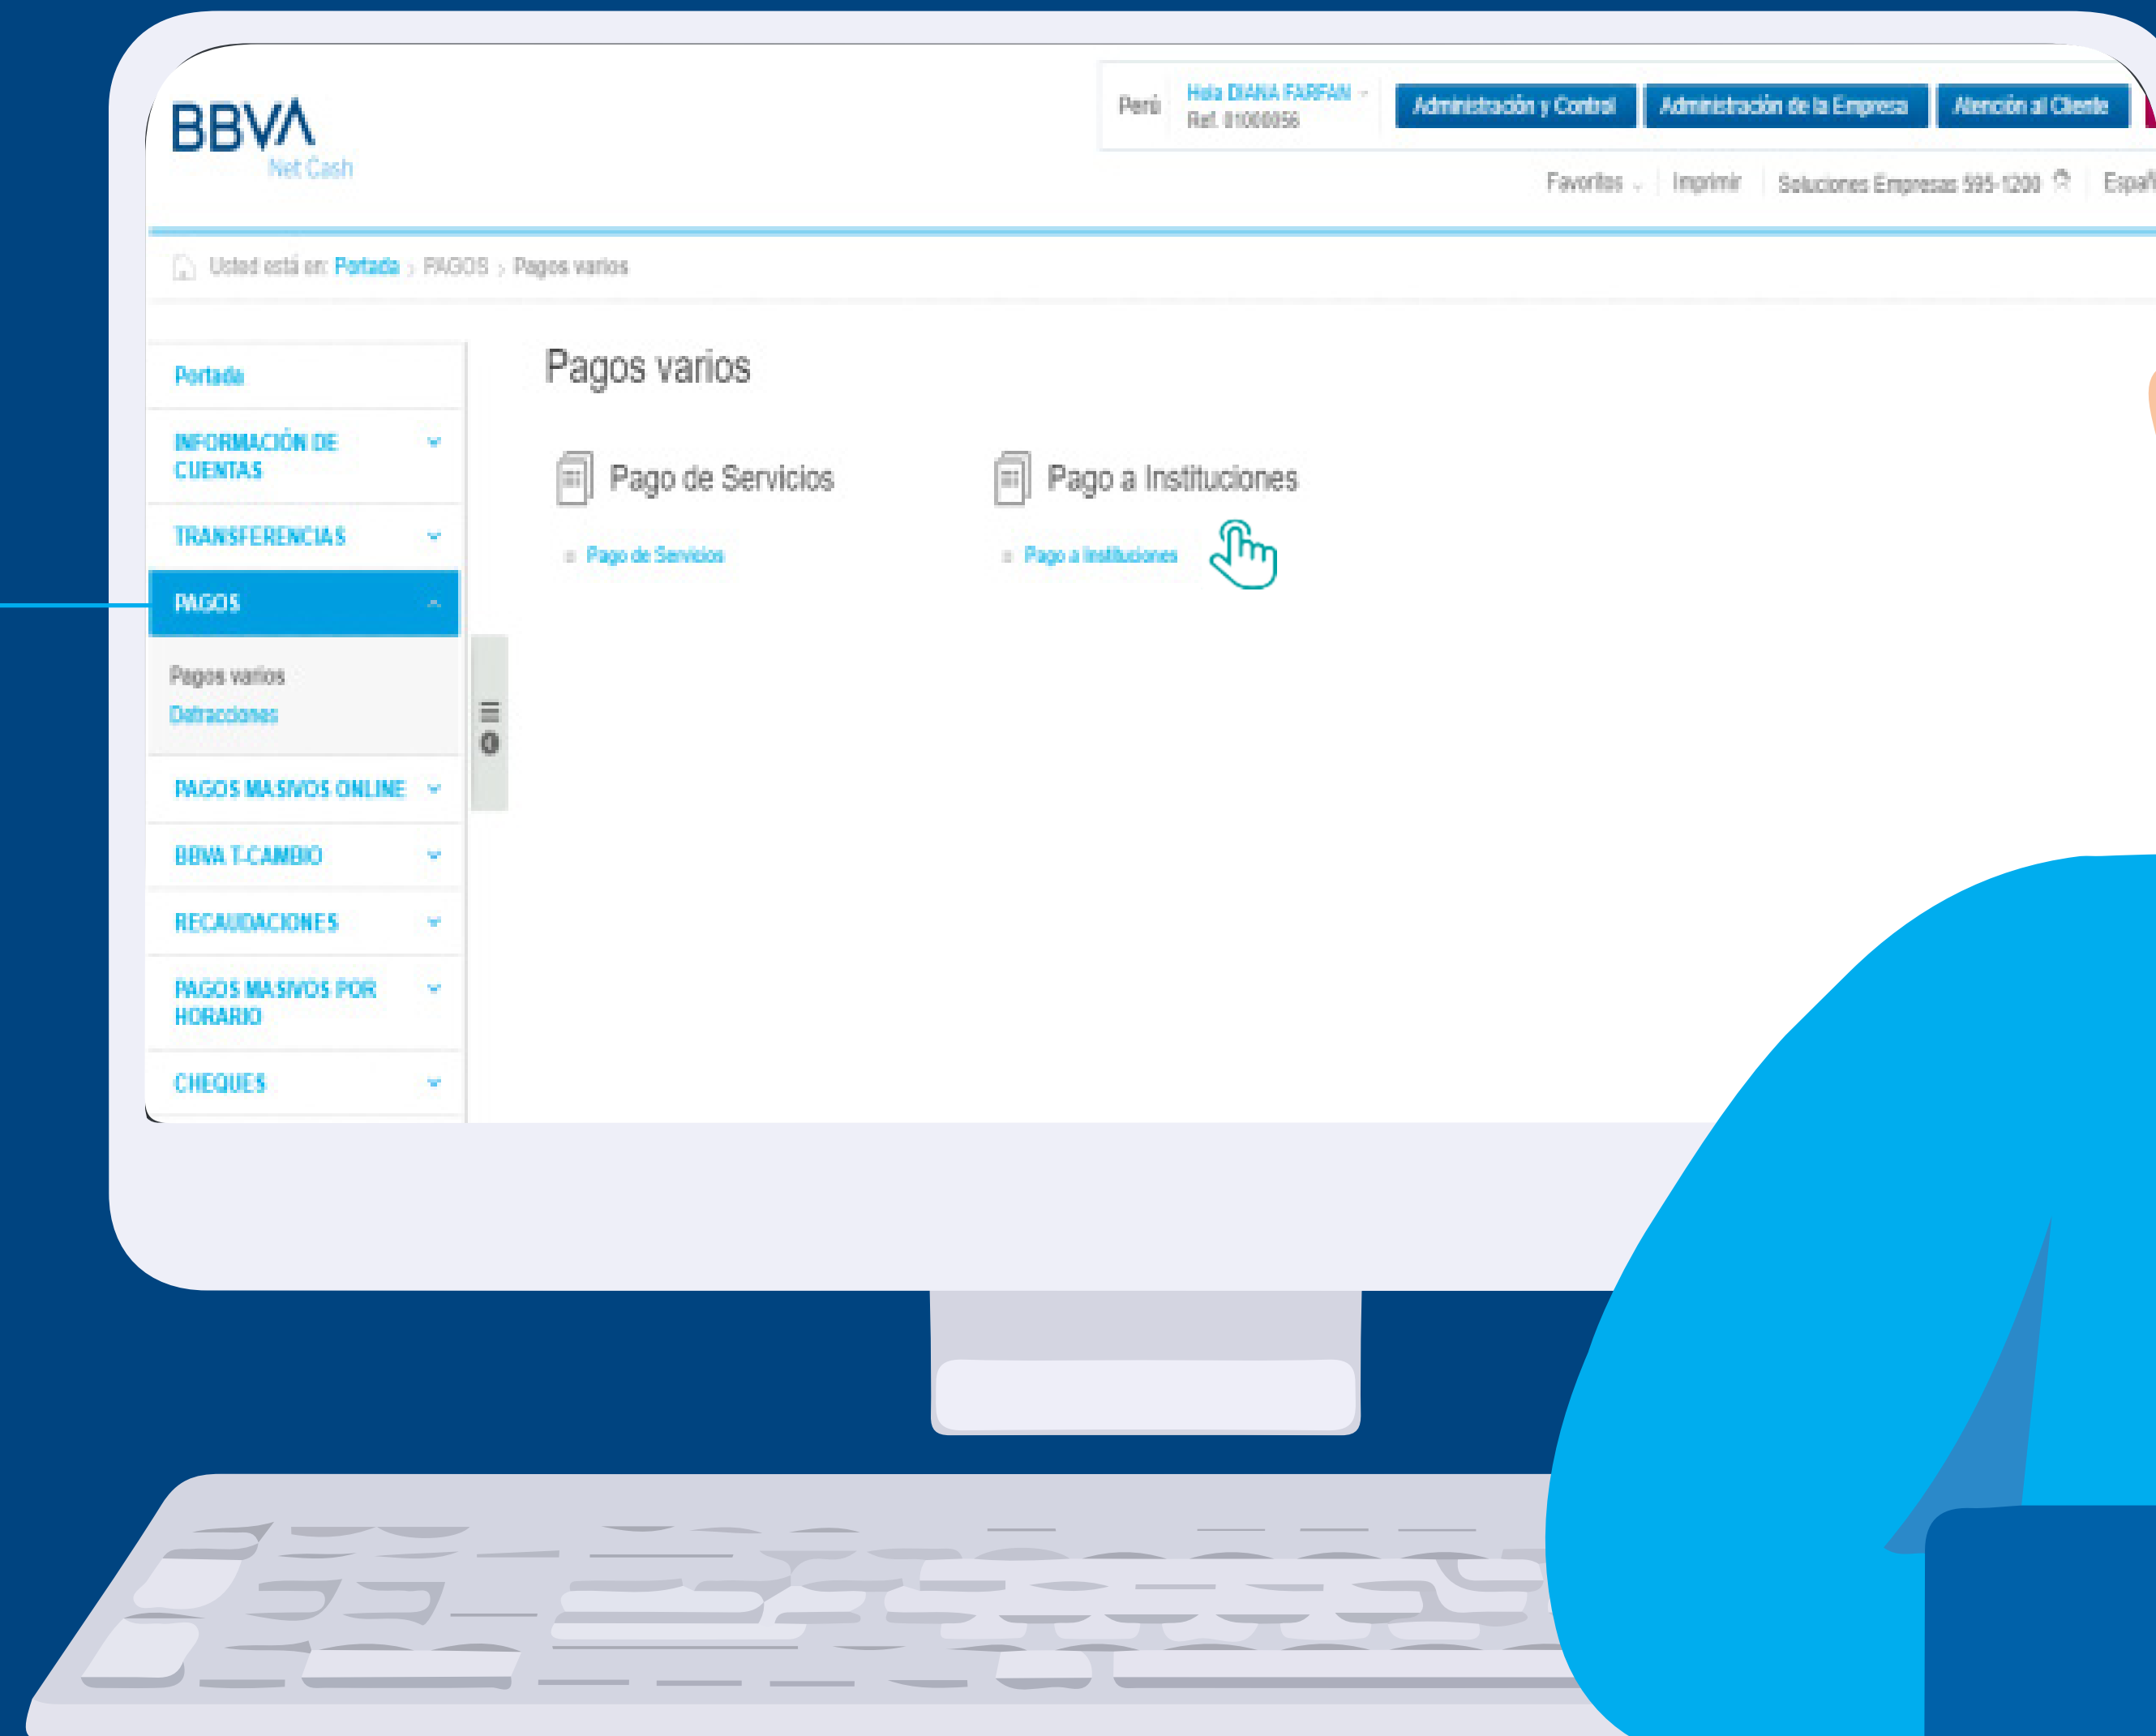 BBVA
Net Cash
Perú
Hola DIANA FARFAN
Ref. 01000056
Administración y Control
Administración de la Empresa
Atención al Cliente
Favoritos
Imprimir
Soluciones Empresas 595-1200
Españ
Usted está en: Portada > PAGOS > Pagos varios
Portada
INFORMACIÓN DE
CUENTAS
TRANSFERENCIAS
PAGOS
Pagos varios
Detracciones
PAGOS MASIVOS ONLINE
BBVA T-CAMBIO
RECAUDACIONES
PAGOS MASIVOS POR
HORARIO
CHEQUES
Pagos varios
Pago de Servicios
Pago de Servicios
Pago a Instituciones
Pago a Instituciones